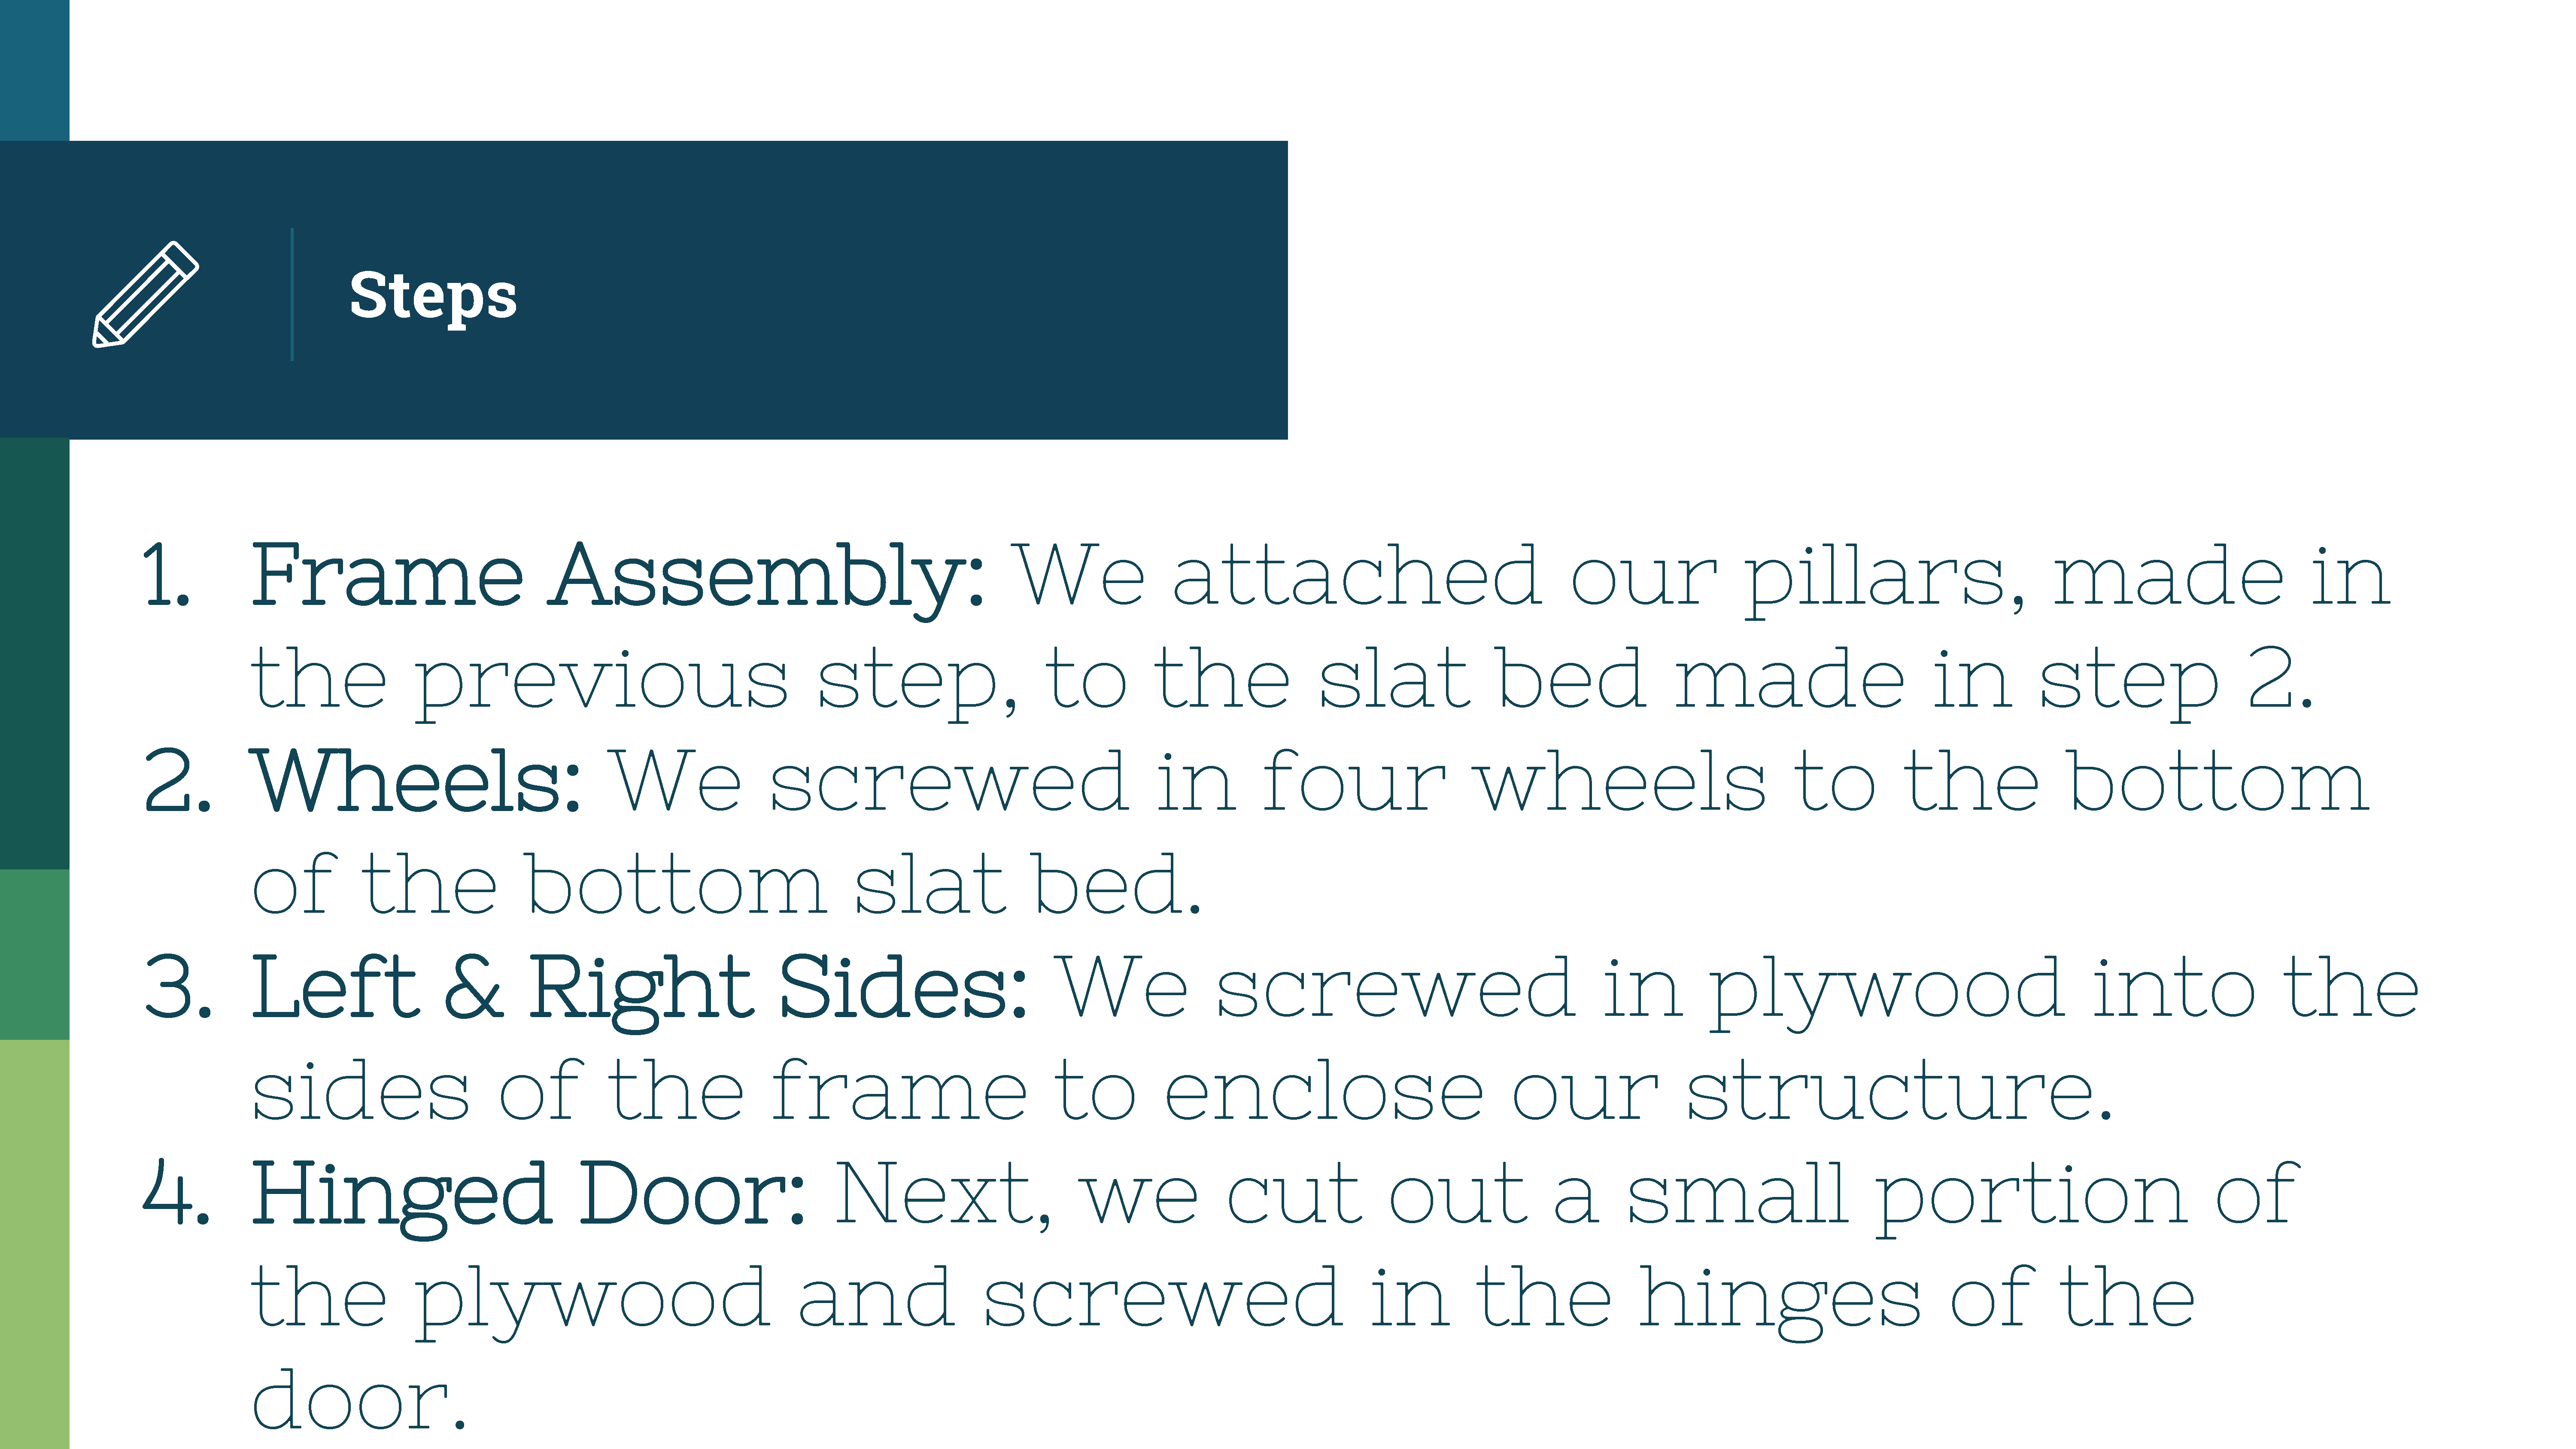 Steps
1. Frame Assembly: We attached our pillars, made in
the previous step, to the slat bed made in step 2.
2. Wheels: We screwed in four wheels to the bottom
of the bottom slat bed.
3. Left & Right Sides: We screwed in plywood into the
sides of the frame to enclose our structure.
4. Hinged Door: Next, we cut out a small portion of
the plywood and screwed in the hinges of the
door.